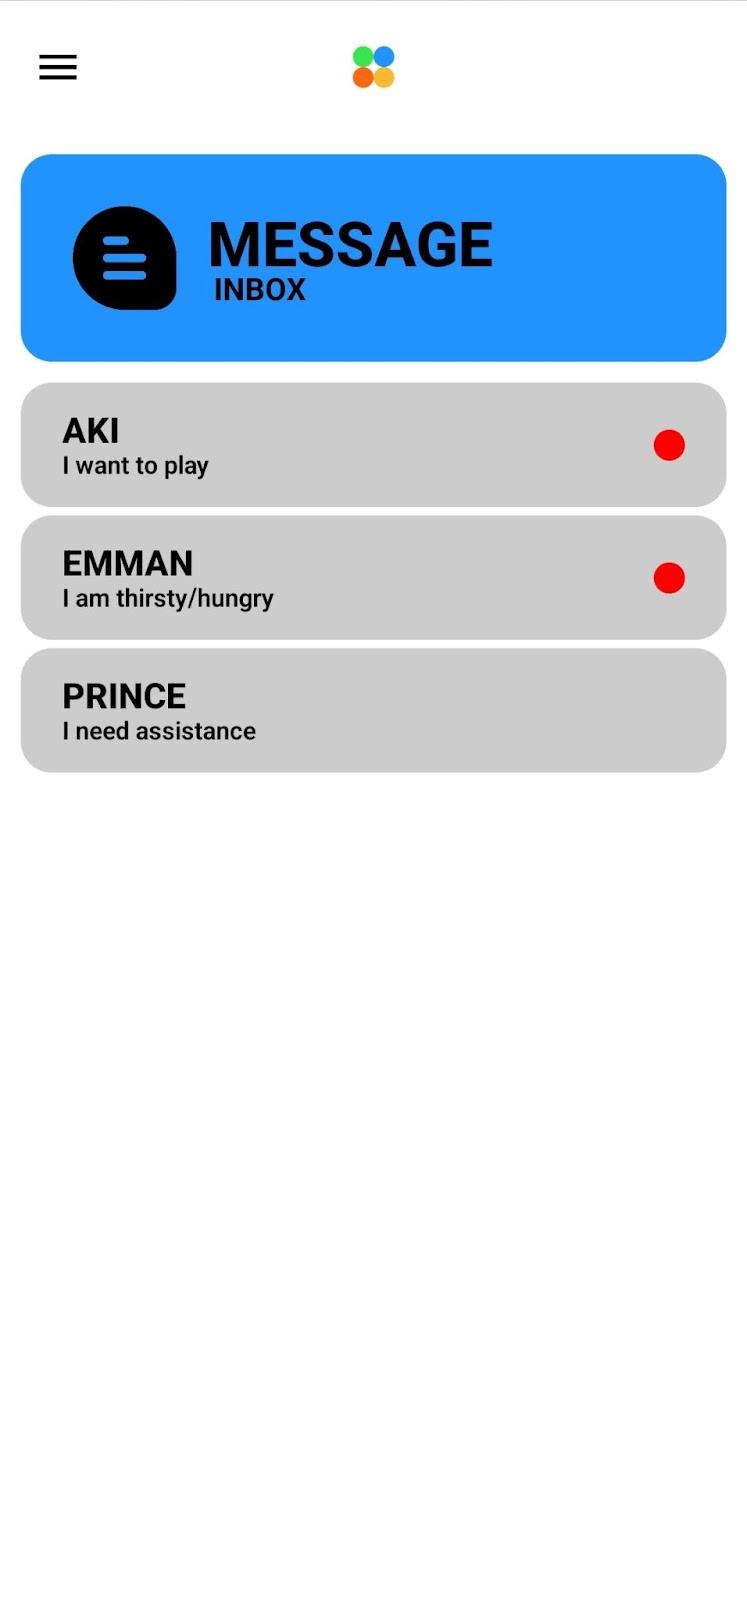 MESSAGE
INBOX
AKI
I want to play
EMMAN
I am thirsty/hungry
PRINCE
I need assistance